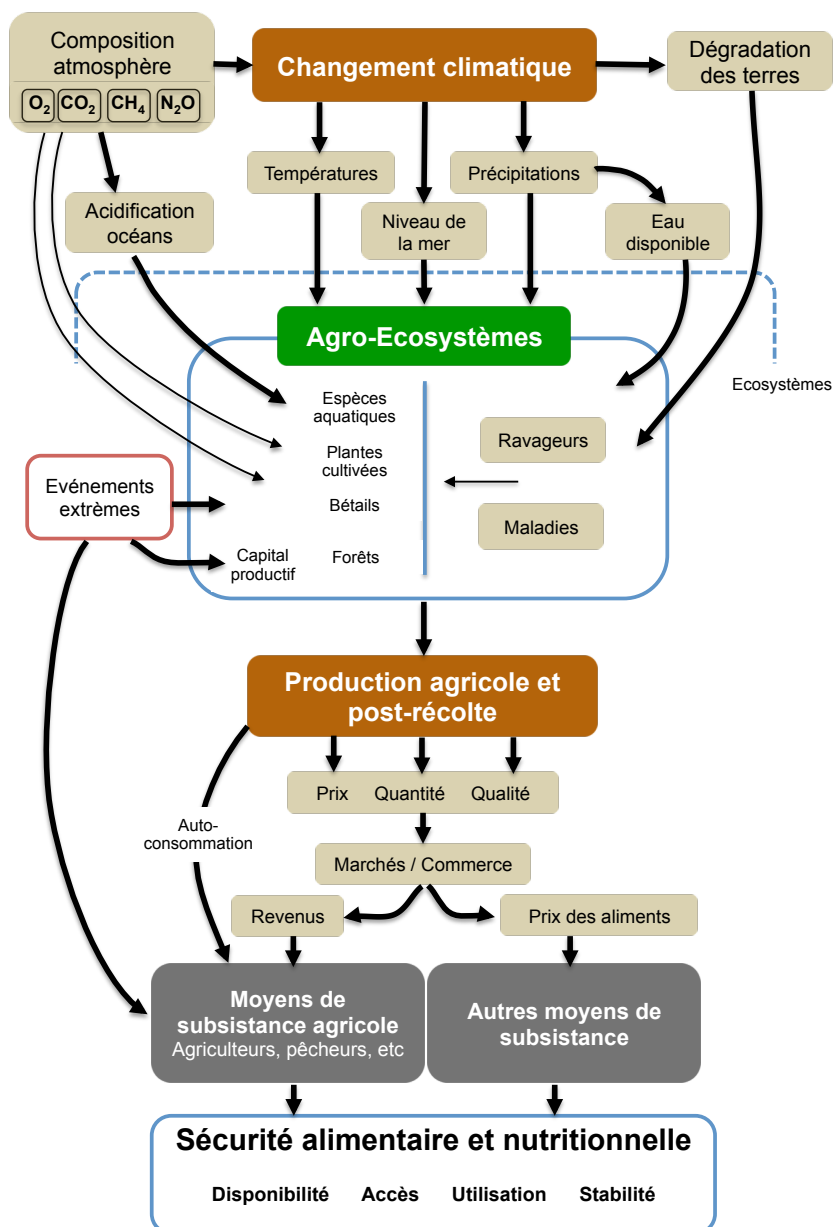 Composition
atmosphère
O₂ CO₂ CH₄ N₂O
Changement climatique
Dégradation
des terres
Températures
Précipitations
Acidification
océans
Niveau de
la mer
Eau
disponible
Agro-Ecosystèmes
Ecosystèmes
Espèces
aquatiques
Plantes
cultivées
Bétails
Forêts
Capital
productif
Ravageurs
Maladies
Evénements
extrêmes
Production agricole et
post-récolte
Prix Quantité Qualité
Auto-
consommation
Marchés / Commerce
Revenus
Prix des aliments
Moyens de
subsistance agricole
Agriculteurs, pêcheurs, etc
Autres moyens de
subsistance
Sécurité alimentaire et nutritionnelle
Disponibilité Accès Utilisation Stabilité